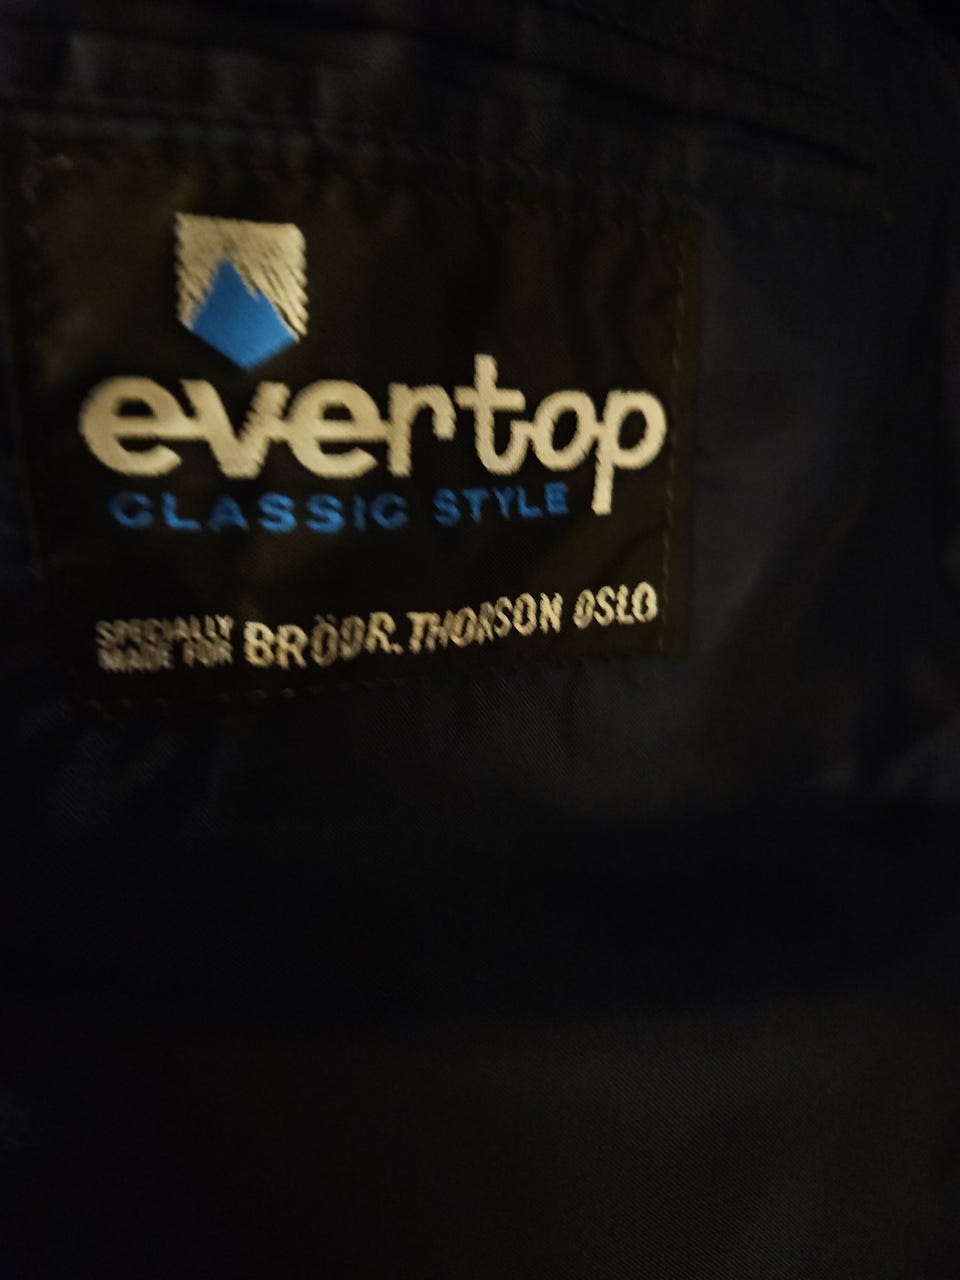 evertop
CLASSIC STYLE
SPECIALLY
MADE FOR BRÖDR. THORSON OSLO